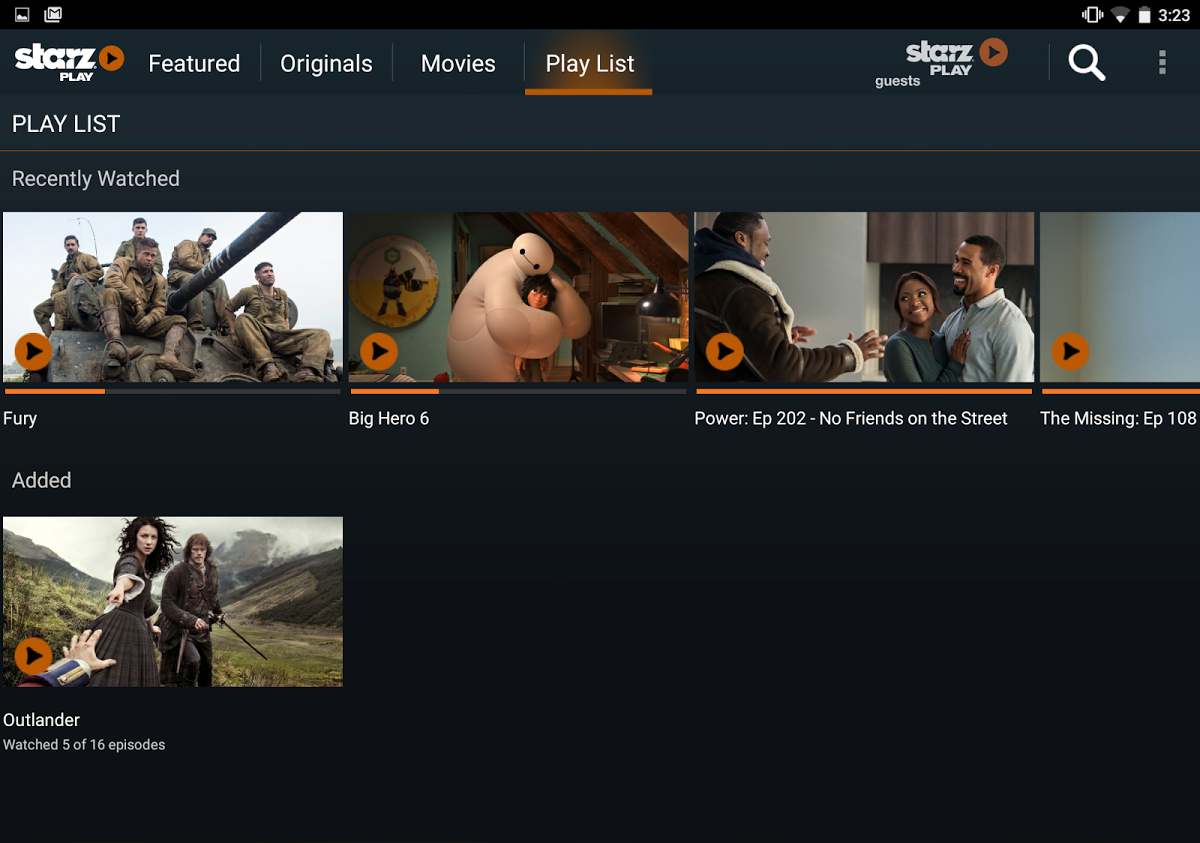 3:23
starz PLAY
Featured
Originals
Movies
Play List
starz PLAY
guests
PLAY LIST
Recently Watched
Fury
Big Hero 6
Power: Ep 202 - No Friends on the Street
The Missing: Ep 108
Added
Outlander
Watched 5 of 16 episodes